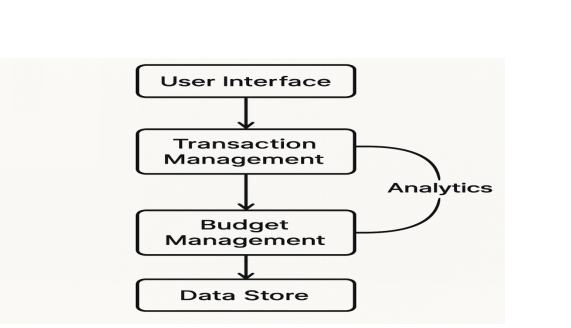 User Interface
Transaction
Management
Analytics
Budget
Management
Data Store